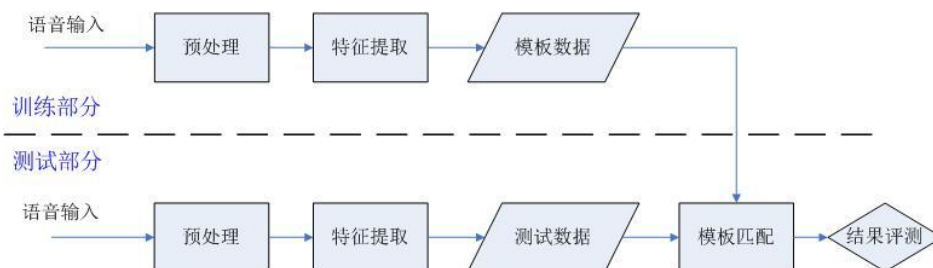 语音输入
预处理
特征提取
模板数据
训练部分
测试部分
语音输入
预处理
特征提取
测试数据
模板匹配
结果评测